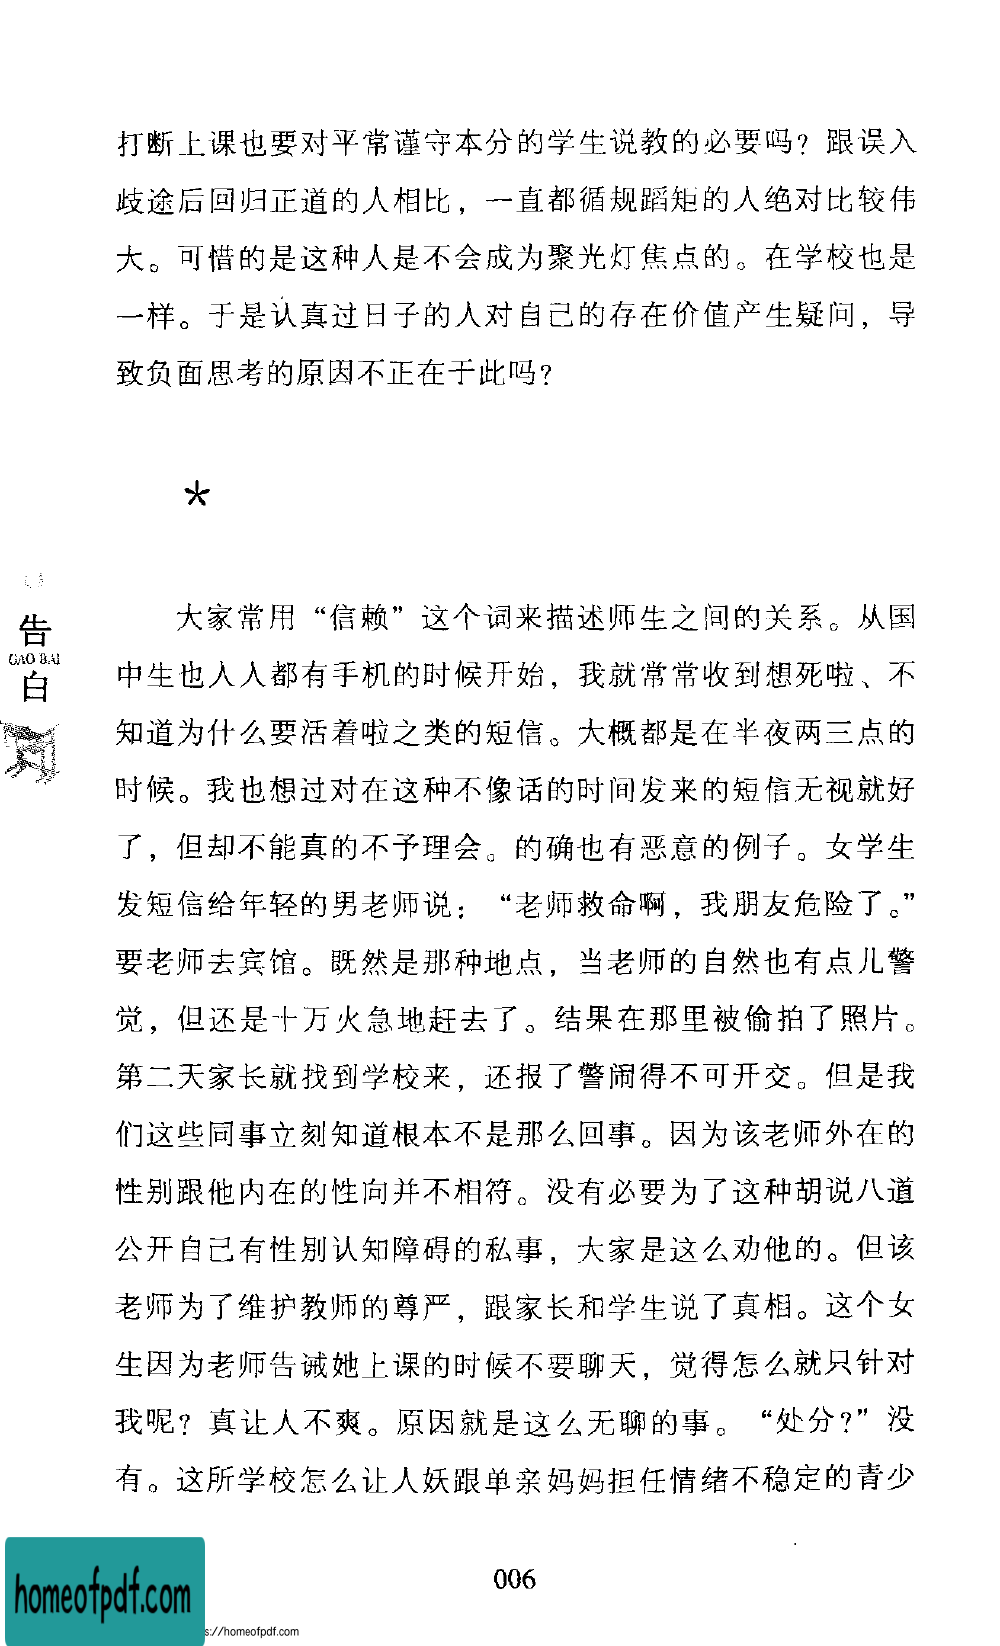 打断上课也要对平常谨守本分的学生说教的必要吗？跟误入
歧途后回归正道的人相比，一直都循规蹈矩的人绝对比较伟
大。可惜的是这种人是不会成为聚光灯焦点的。在学校也是
一样。于是认真过日子的人对自己的存在价值产生疑问，导
致负面思考的原因不正在于此吗？
*
告
GAO BAI
白
大家常用“信赖”这个词来描述师生之间的关系。从国
中生也人人都有手机的时候开始，我就常常收到想死啦、不
知道为什么要活着啦之类的短信。大概都是在半夜两三点的
时候。我也想过对在这种不像话的时间发来的短信无视就好
了，但却不能真的不予理会。的确也有恶意的例子。女学生
发短信给年轻的男老师说：“老师救命啊，我朋友危险了。”
要老师去宾馆。既然是那种地点，当老师的自然也有点儿警
觉，但还是十万火急地赶去了。结果在那里被偷拍了照片。
第二天家长就找到学校来，还报了警闹得不可开交。但是我
们这些同事立刻知道根本不是那么回事。因为该老师外在的
性别跟他内在的性向并不相符。没有必要为了这种胡说八道
公开自己有性别认知障碍的私事，大家是这么劝他的。但该
老师为了维护教师的尊严，跟家长和学生说了真相。这个女
生因为老师告诫她上课的时候不要聊天，觉得怎么就只针对
我呢？真让人不爽。原因就是这么无聊的事。“处分？”没
有。这所学校怎么让人妖跟单亲妈妈担任情绪不稳定的青少
006
homeofpdf.com
s://homeofpdf.com